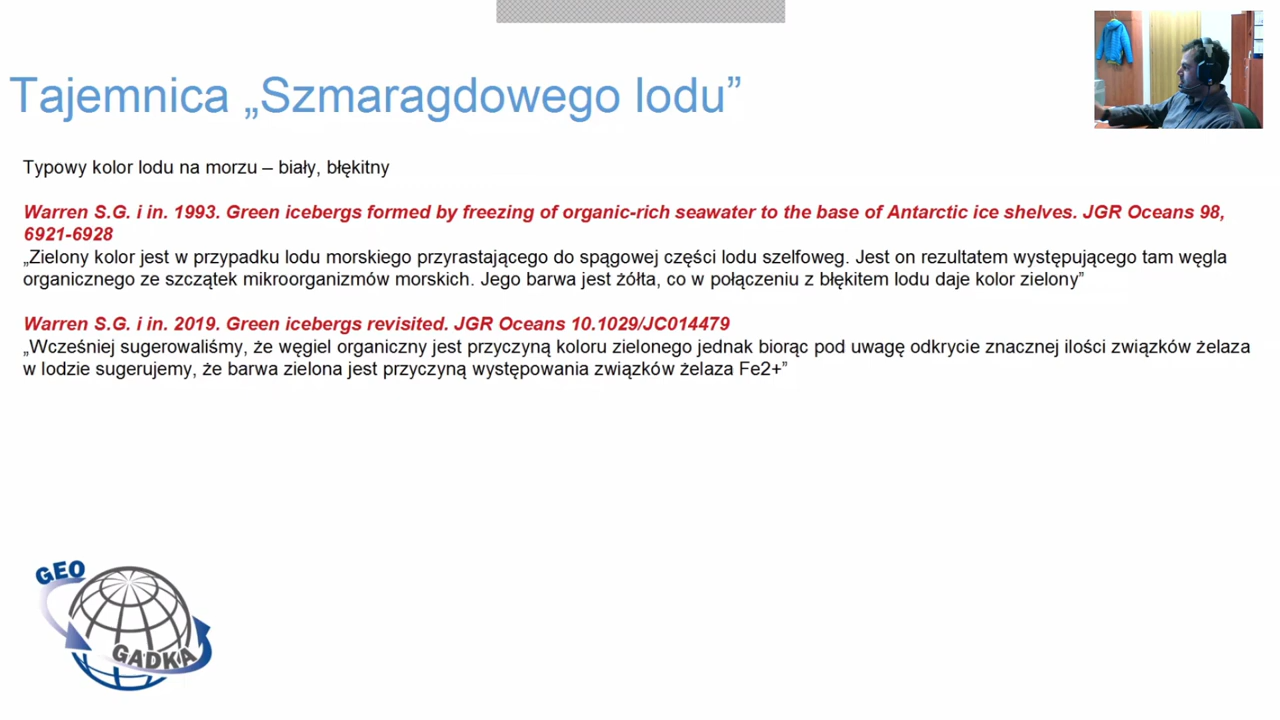 Tajemnica „Szmaragdowego lodu”
Typowy kolor lodu na morzu – biały, błękitny
Warren S.G. i in. 1993. Green icebergs formed by freezing of organic-rich seawater to the base of Antarctic ice shelves. JGR Oceans 98,
6921-6928
„Zielony kolor jest w przypadku lodu morskiego przyrastającego do spągowej części lodu szelfoweg. Jest on rezultatem występującego tam węgla
organicznego ze szczątek mikroorganizmów morskich. Jego barwa jest żółta, co w połączeniu z błękitem lodu daje kolor zielony”
Warren S.G. i in. 2019. Green icebergs revisited. JGR Oceans 10.1029/JC014479
„Wcześniej sugerowaliśmy, że węgiel organiczny jest przyczyną koloru zielonego jednak biorąc pod uwagę odkrycie znacznej ilości związków żelaza
w lodzie sugerujemy, że barwa zielona jest przyczyną występowania związków żelaza Fe2+”
GEO
GADKA